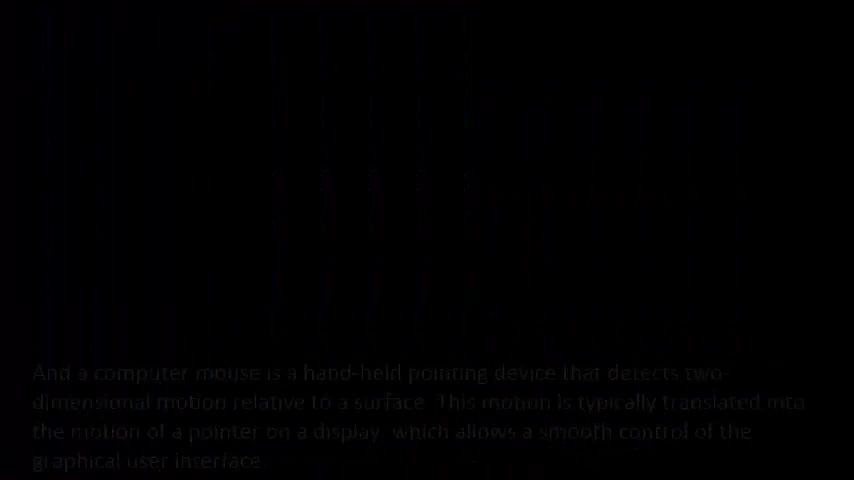 And a computer mouse is a hand-held pointing device that detects two-
dimensional motion relative to a surface. This motion is typically translated into
the motion of a pointer on a display, which allows a smooth control of the
graphical user interface.